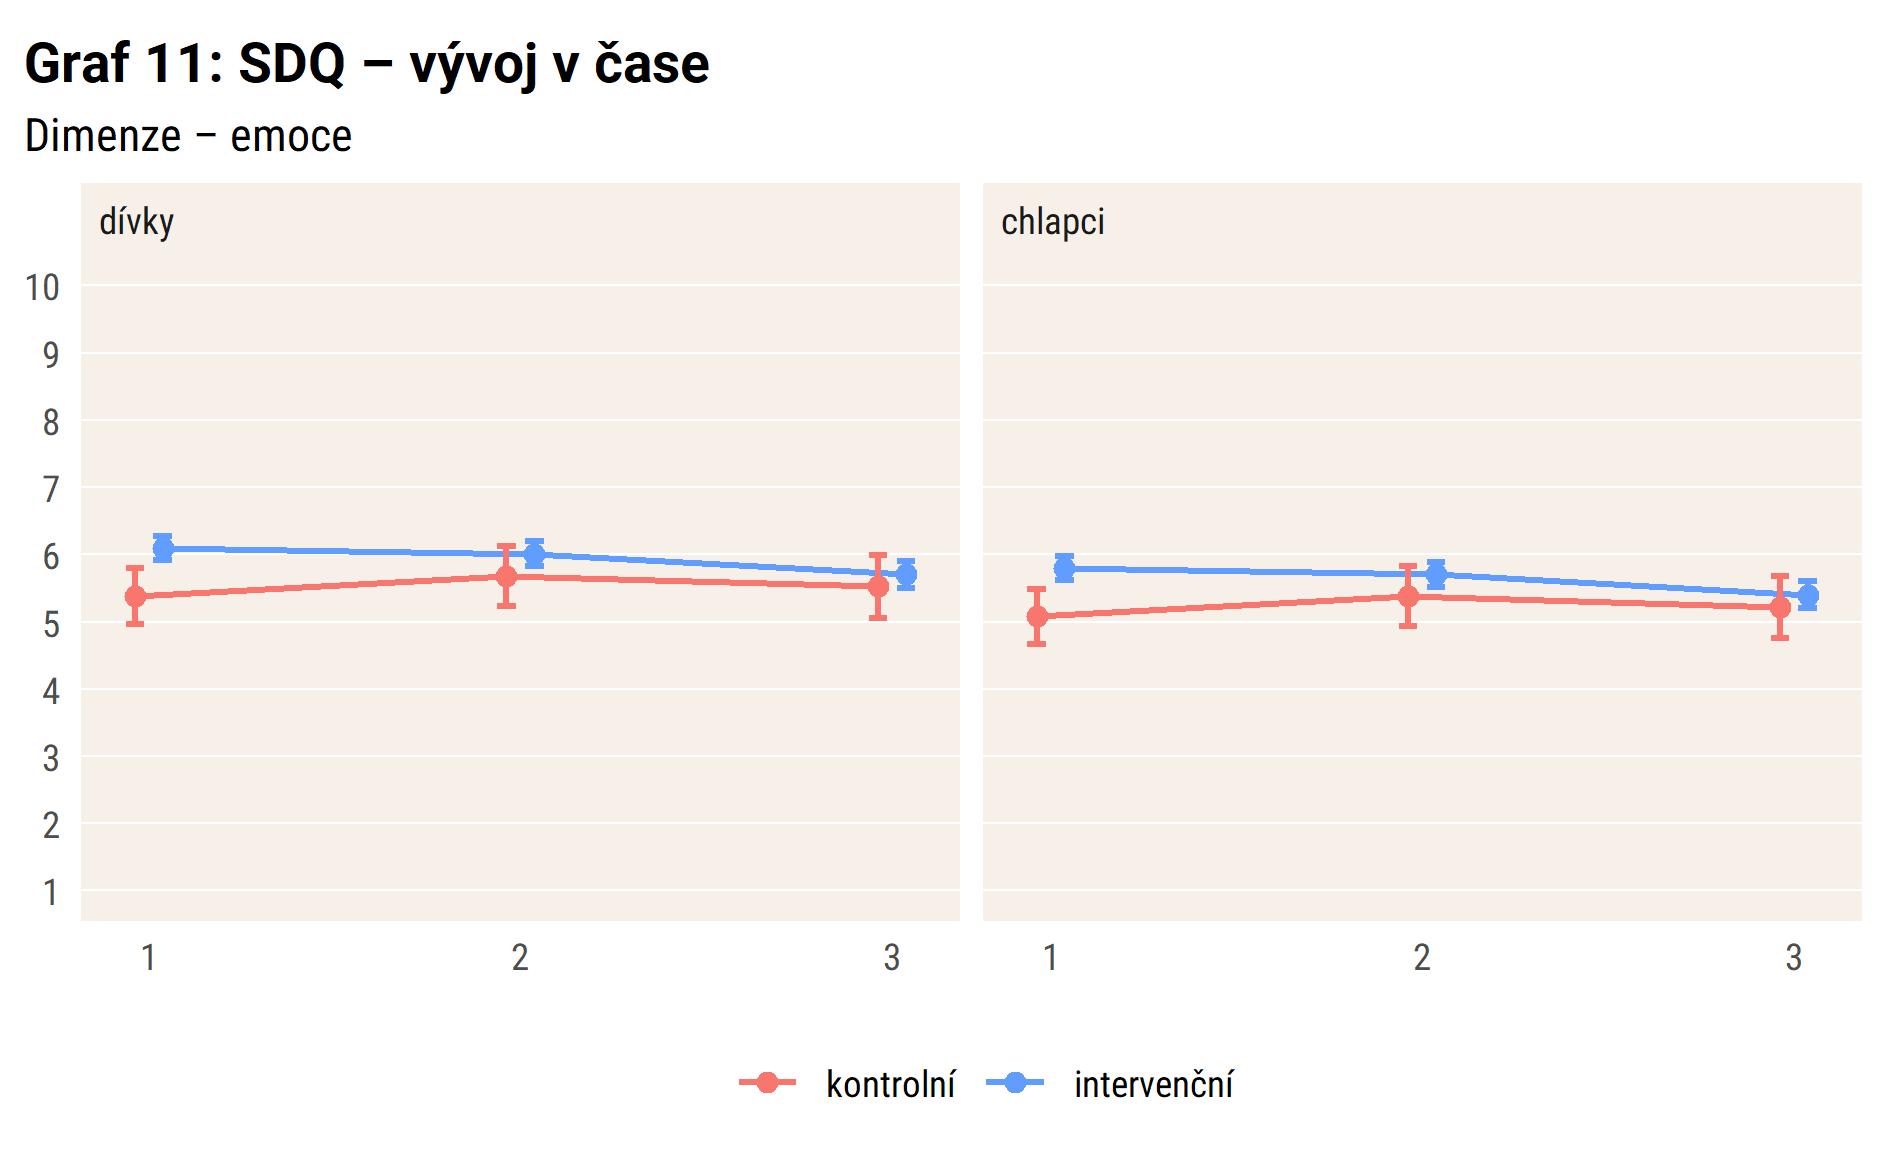 Graf 11: SDQ – vývoj v čase
Dimenze – emoce
dívky
chlapci
10
9
8
7
6
5
4
3
2
1
1 2 3
1 2 3
kontrolní intervenční